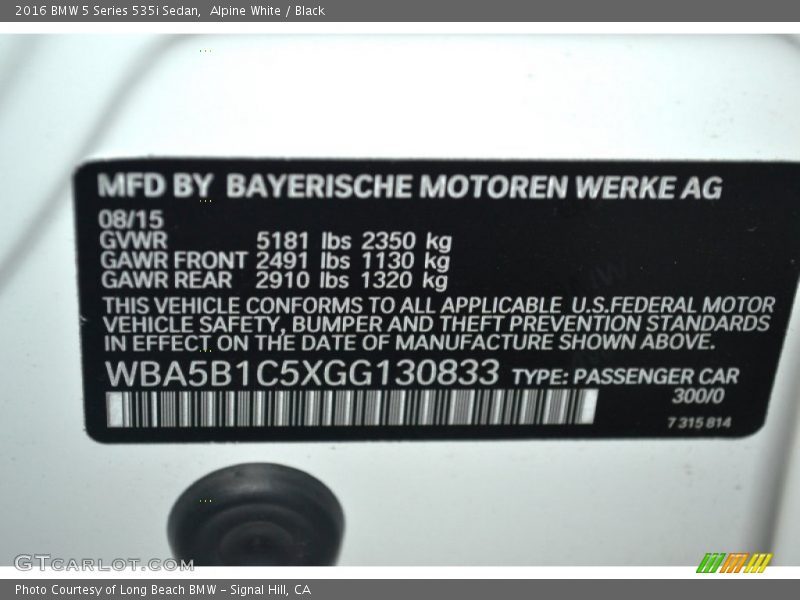 2016 BMW 5 Series 535i Sedan,  Alpine White / Black
MFD BY BAYERISCHE MOTOREN WERKE AG
08/15
GVWR 5181 lbs 2350 kg
GAWR FRONT 2491 lbs 1130 kg
GAWR REAR 2910 lbs 1320 kg
THIS VEHICLE CONFORMS TO ALL APPLICABLE U.S.FEDERAL MOTOR
VEHICLE SAFETY, BUMPER AND THEFT PREVENTION STANDARDS
IN EFFECT ON THE DATE OF MANUFACTURE SHOWN ABOVE.
WBA5B1C5XGG130833 TYPE: PASSENGER CAR
300/0
7 315 814
GTCARLOT.COM
Photo Courtesy of Long Beach BMW - Signal Hill, CA